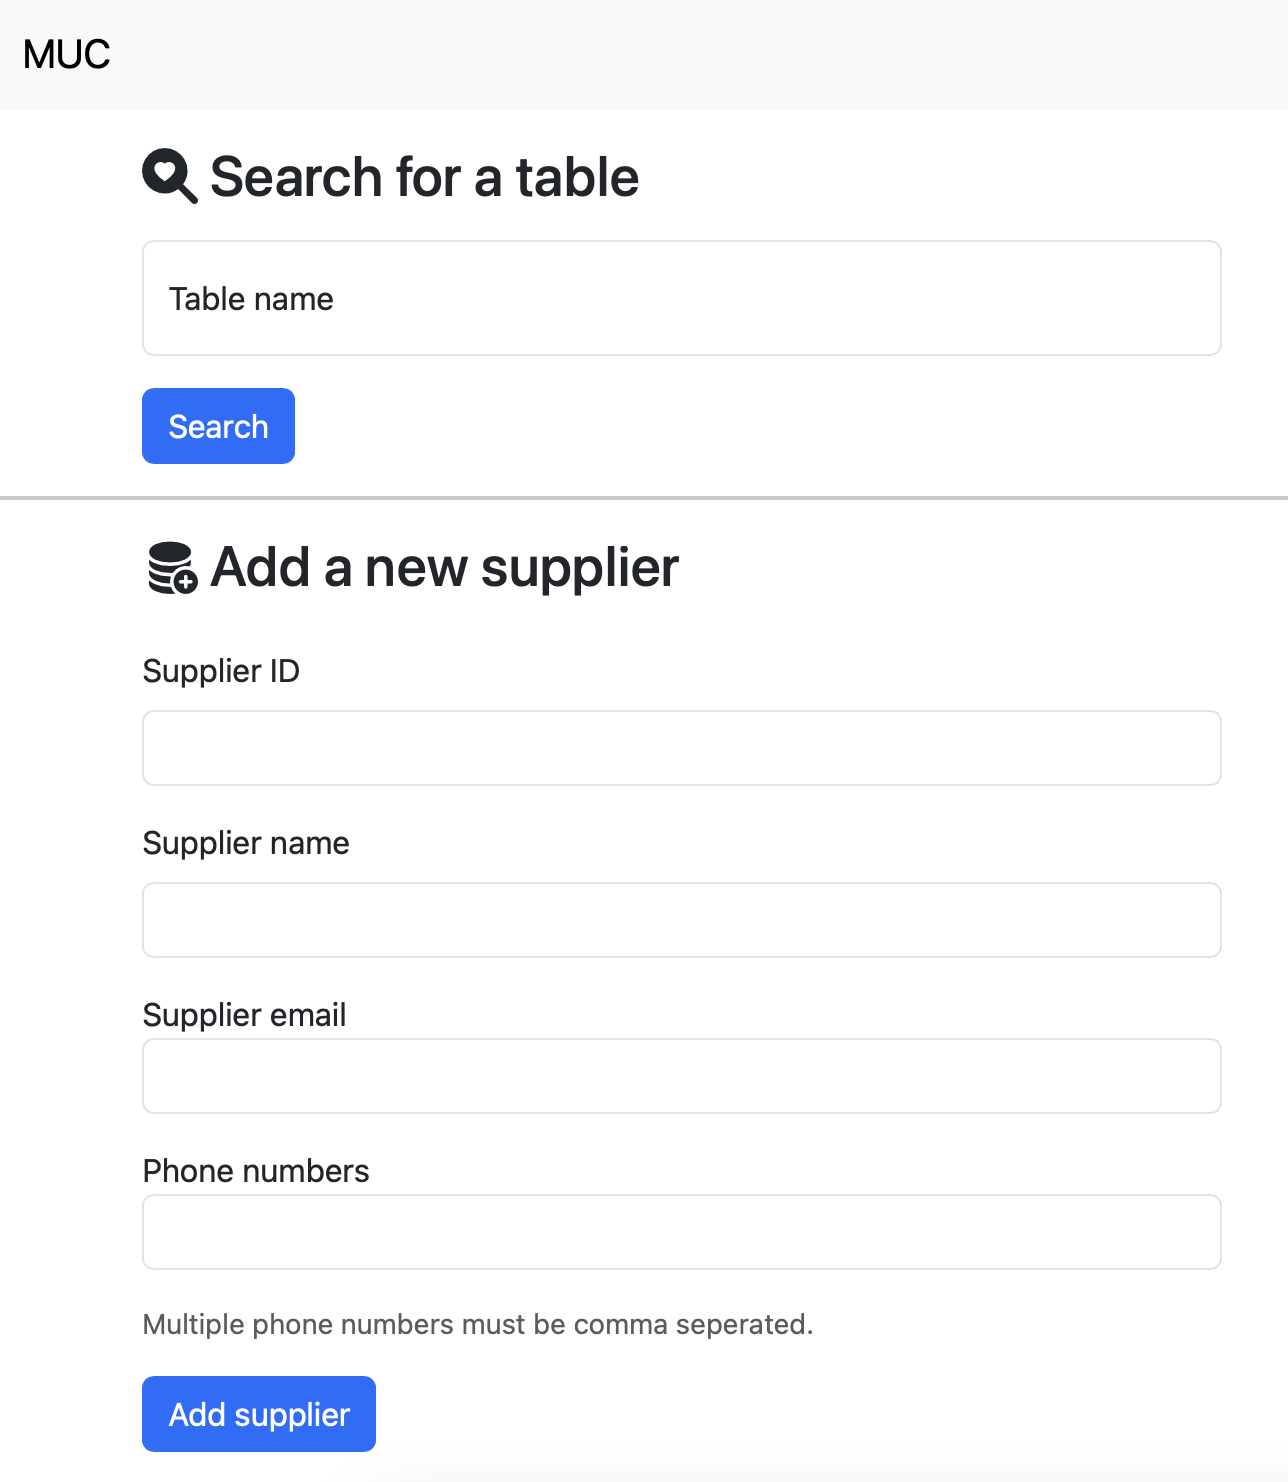 MUC
Search for a table
Table name
Search
Add a new supplier
Supplier ID
Supplier name
Supplier email
Phone numbers
Multiple phone numbers must be comma seperated.
Add supplier